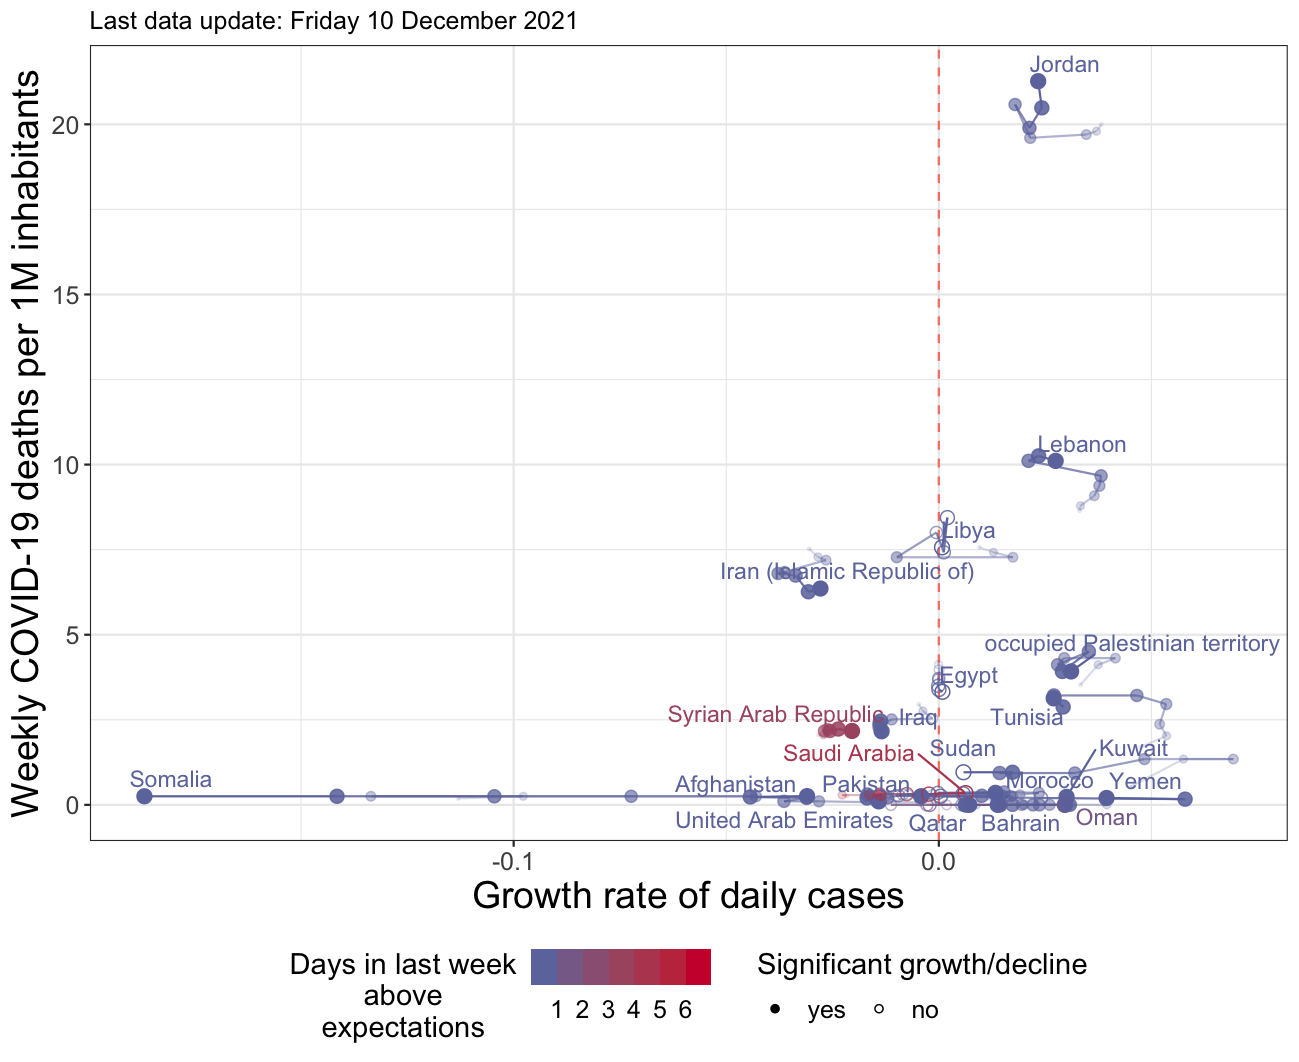 Last data update: Friday 10 December 2021
Weekly COVID-19 deaths per 1M inhabitants
20
15
10
5
0
Jordan
Lebanon
Libya
Iran (Islamic Republic of)
occupied Palestinian territory
Egypt
Syrian Arab Republic
Iraq
Tunisia
Saudi Arabia
Sudan
Kuwait
Somalia
Afghanistan
Pakistan
Morocco
Yemen
United Arab Emirates
Qatar
Bahrain
Oman
-0.1
0.0
Growth rate of daily cases
Days in last week
above
expectations
1 2 3 4 5 6
Significant growth/decline
yes
no